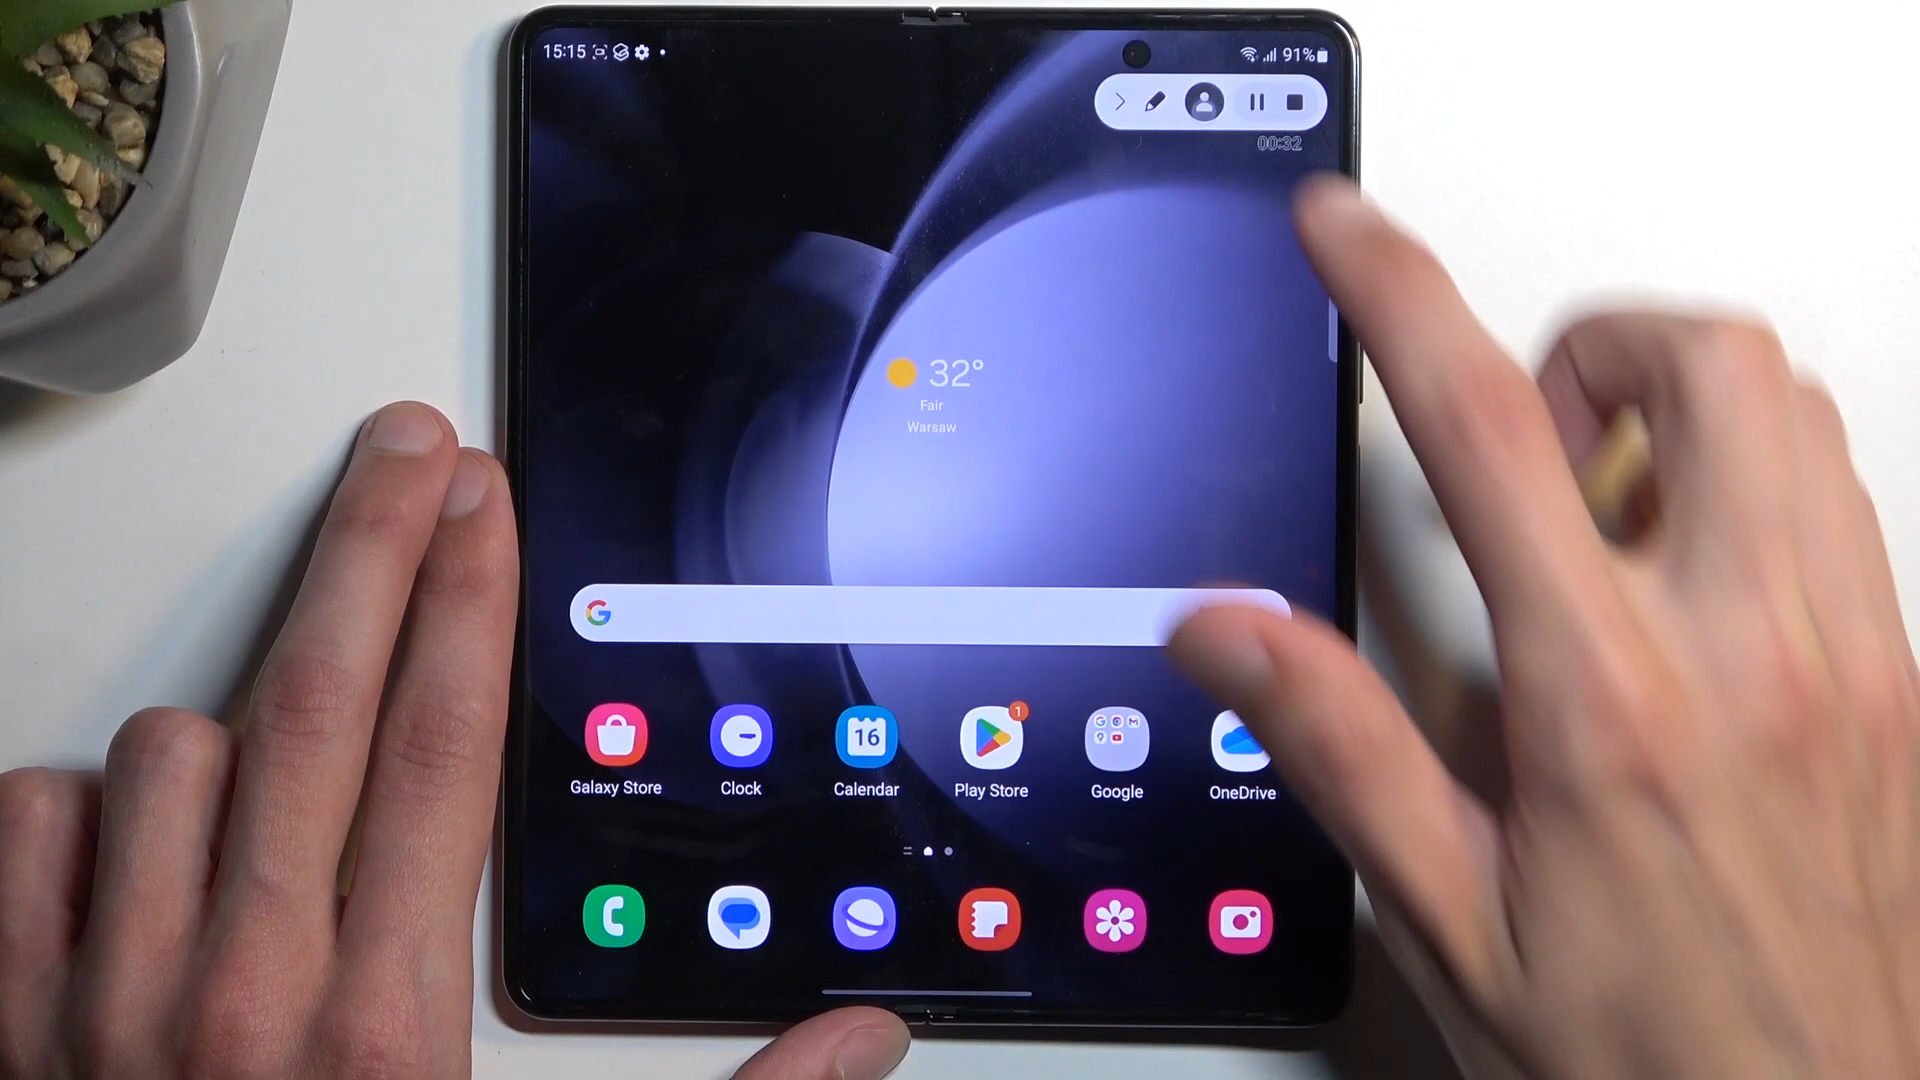 15:15
91%
00:32
32°
Fair
Warsaw
G
16
1
Galaxy Store
Clock
Calendar
Play Store
Google
OneDrive